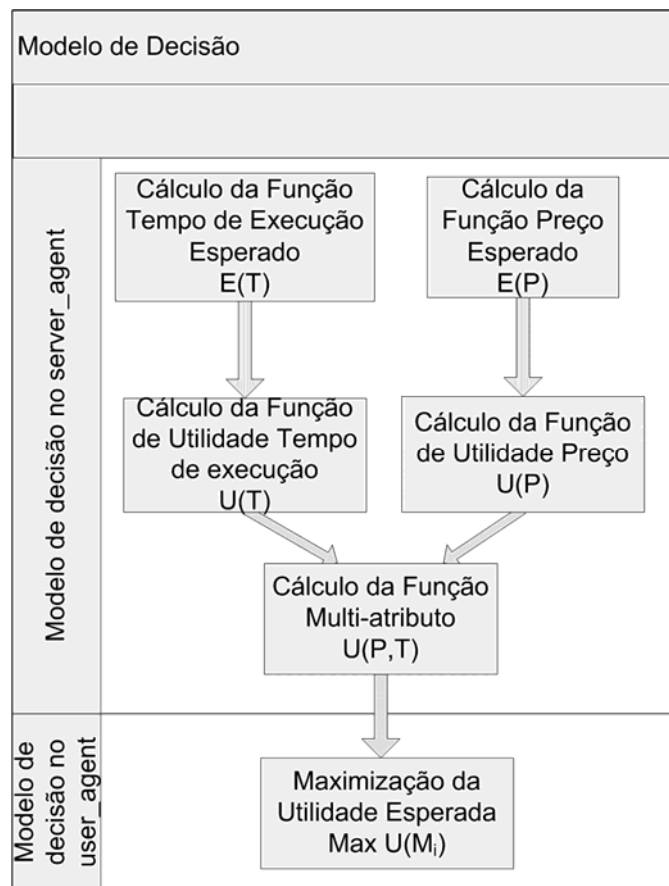 Modelo de Decisão
Modelo de decisão no server_agent
Cálculo da Função
Tempo de Execução
Esperado
E(T)
Cálculo da
Função Preço
Esperado
E(P)
Cálculo da Função
de Utilidade Tempo
de execução
U(T)
Cálculo da Função
de Utilidade Preço
U(P)
Cálculo da Função
Multi-atributo
U(P,T)
Modelo de
decisão no
user_agent
Maximização da
Utilidade Esperada
Max U(Mᵢ)